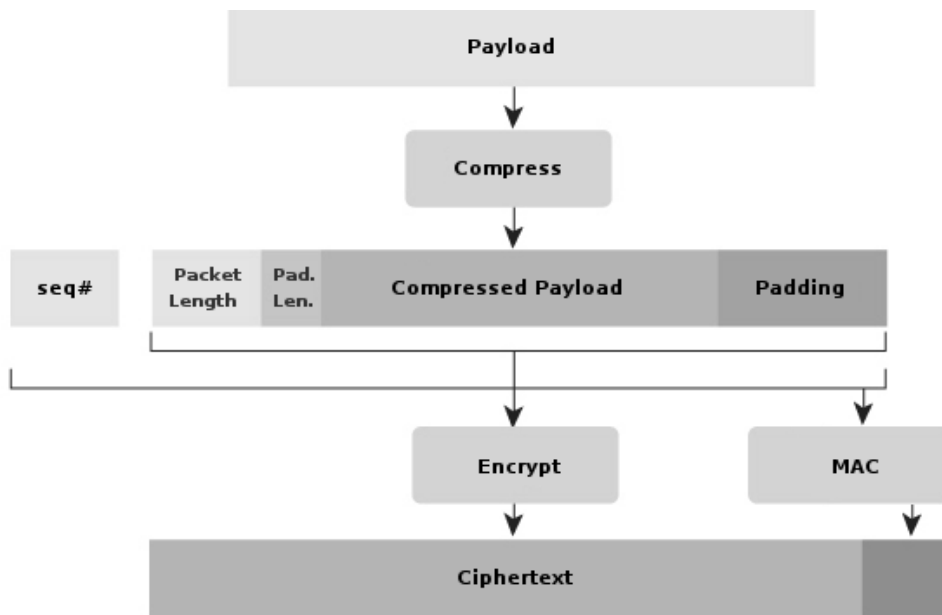 Payload
Compress
seq#
Packet
Length
Pad.
Len.
Compressed Payload
Padding
Encrypt
MAC
Ciphertext